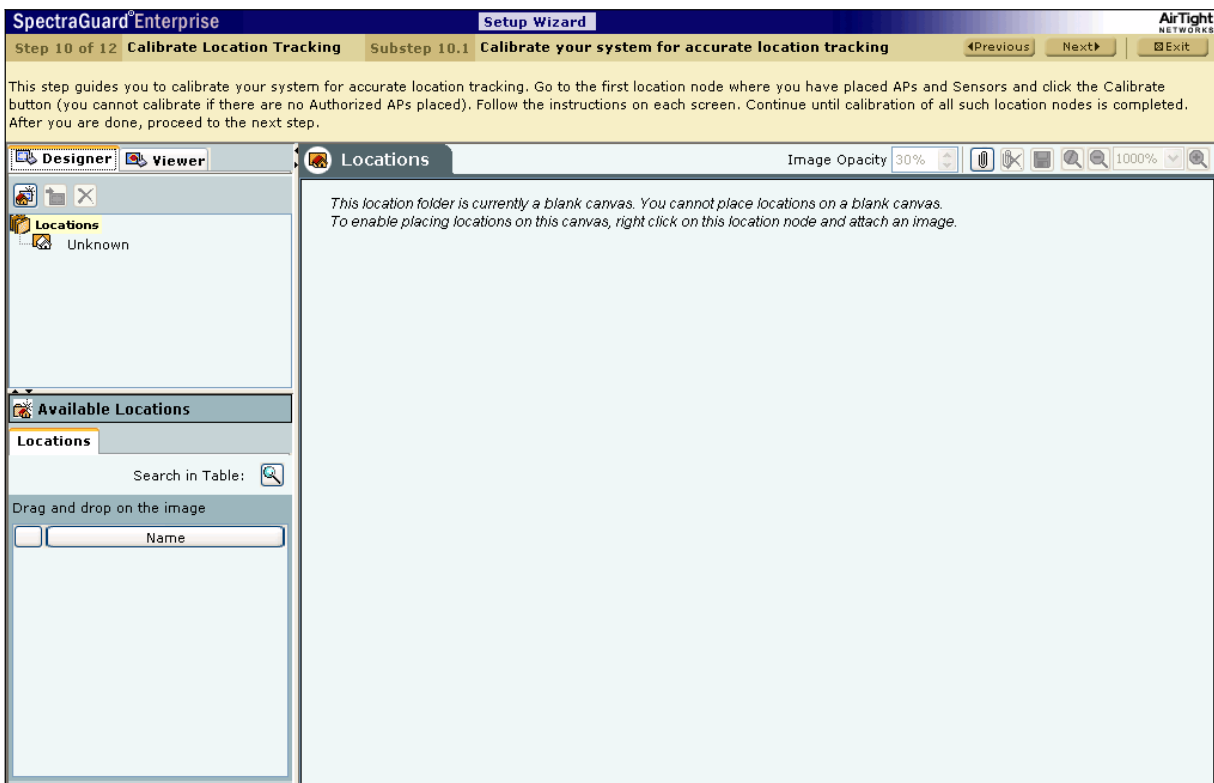 SpectraGuard®Enterprise
Setup Wizard
AirTight
NETWORKS
Step 10 of 12 Calibrate Location Tracking Substep 10.1 Calibrate your system for accurate location tracking
Previous Next Exit
This step guides you to calibrate your system for accurate location tracking. Go to the first location node where you have placed APs and Sensors and click the Calibrate
button (you cannot calibrate if there are no Authorized APs placed). Follow the instructions on each screen. Continue until calibration of all such location nodes is completed.
After you are done, proceed to the next step.
Designer Viewer
Locations
Image Opacity 30% 1000%
Locations
Unknown
This location folder is currently a blank canvas. You cannot place locations on a blank canvas.
To enable placing locations on this canvas, right click on this location node and attach an image.
Available Locations
Locations
Search in Table:
Drag and drop on the image
Name